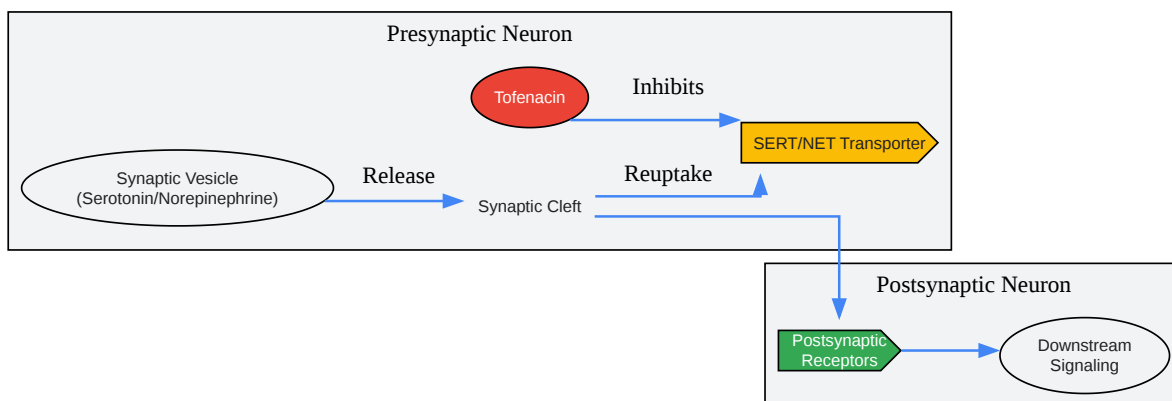 Presynaptic Neuron
Tofenacin
Inhibits
SERT/NET Transporter
Synaptic Vesicle
(Serotonin/Norepinephrine)
Release
Synaptic Cleft
Reuptake
Postsynaptic Neuron
Postsynaptic
Receptors
Downstream
Signaling